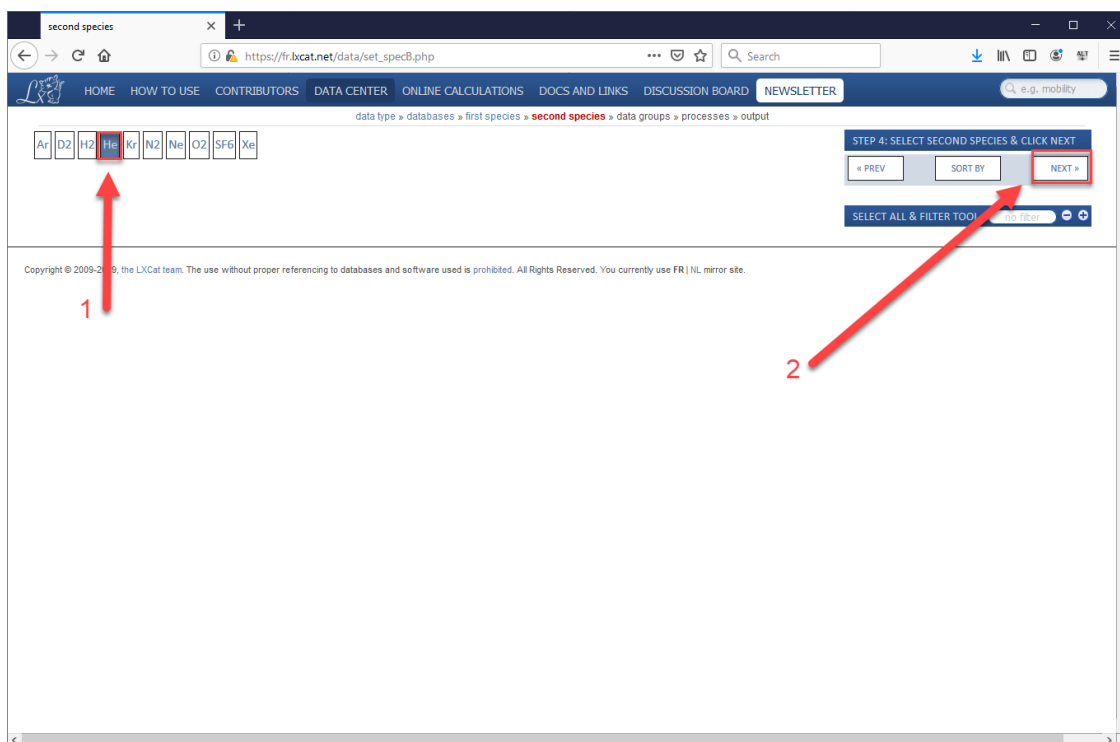 second species
https://fr.lxcat.net/data/set_specB.php
Search
LXcat
HOME HOW TO USE CONTRIBUTORS DATA CENTER ONLINE CALCULATIONS DOCS AND LINKS DISCUSSION BOARD NEWSLETTER
e.g. mobility
data type » databases » first species » second species » data groups » processes » output
Ar D2 H2 He Kr N2 Ne O2 SF6 Xe
STEP 4: SELECT SECOND SPECIES & CLICK NEXT
« PREV SORT BY NEXT »
SELECT ALL & FILTER TOOL no filter
the LXCat team. The use without proper referencing to databases and software used is prohibited. All Rights Reserved. You currently use FR | NL mirror site.
Copyright © 2009-
1
2